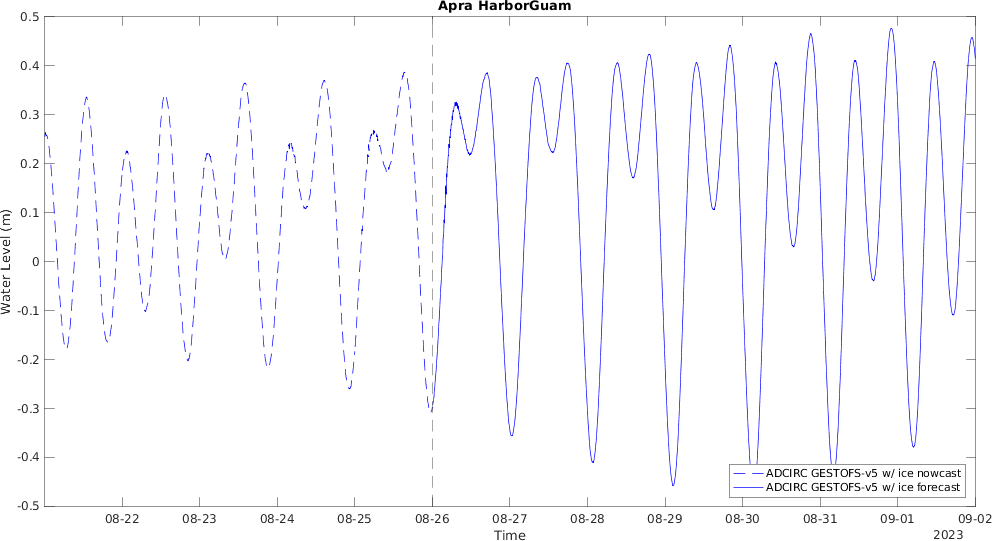 Apra HarborGuam
Water Level (m)
0.5
0.4
0.3
0.2
0.1
0
-0.1
-0.2
-0.3
-0.4
-0.5
ADCIRC GESTOFS-v5 w/ ice nowcast
ADCIRC GESTOFS-v5 w/ ice forecast
08-22 08-23 08-24 08-25 08-26 08-27 08-28 08-29 08-30 08-31 09-01 09-02
Time
2023